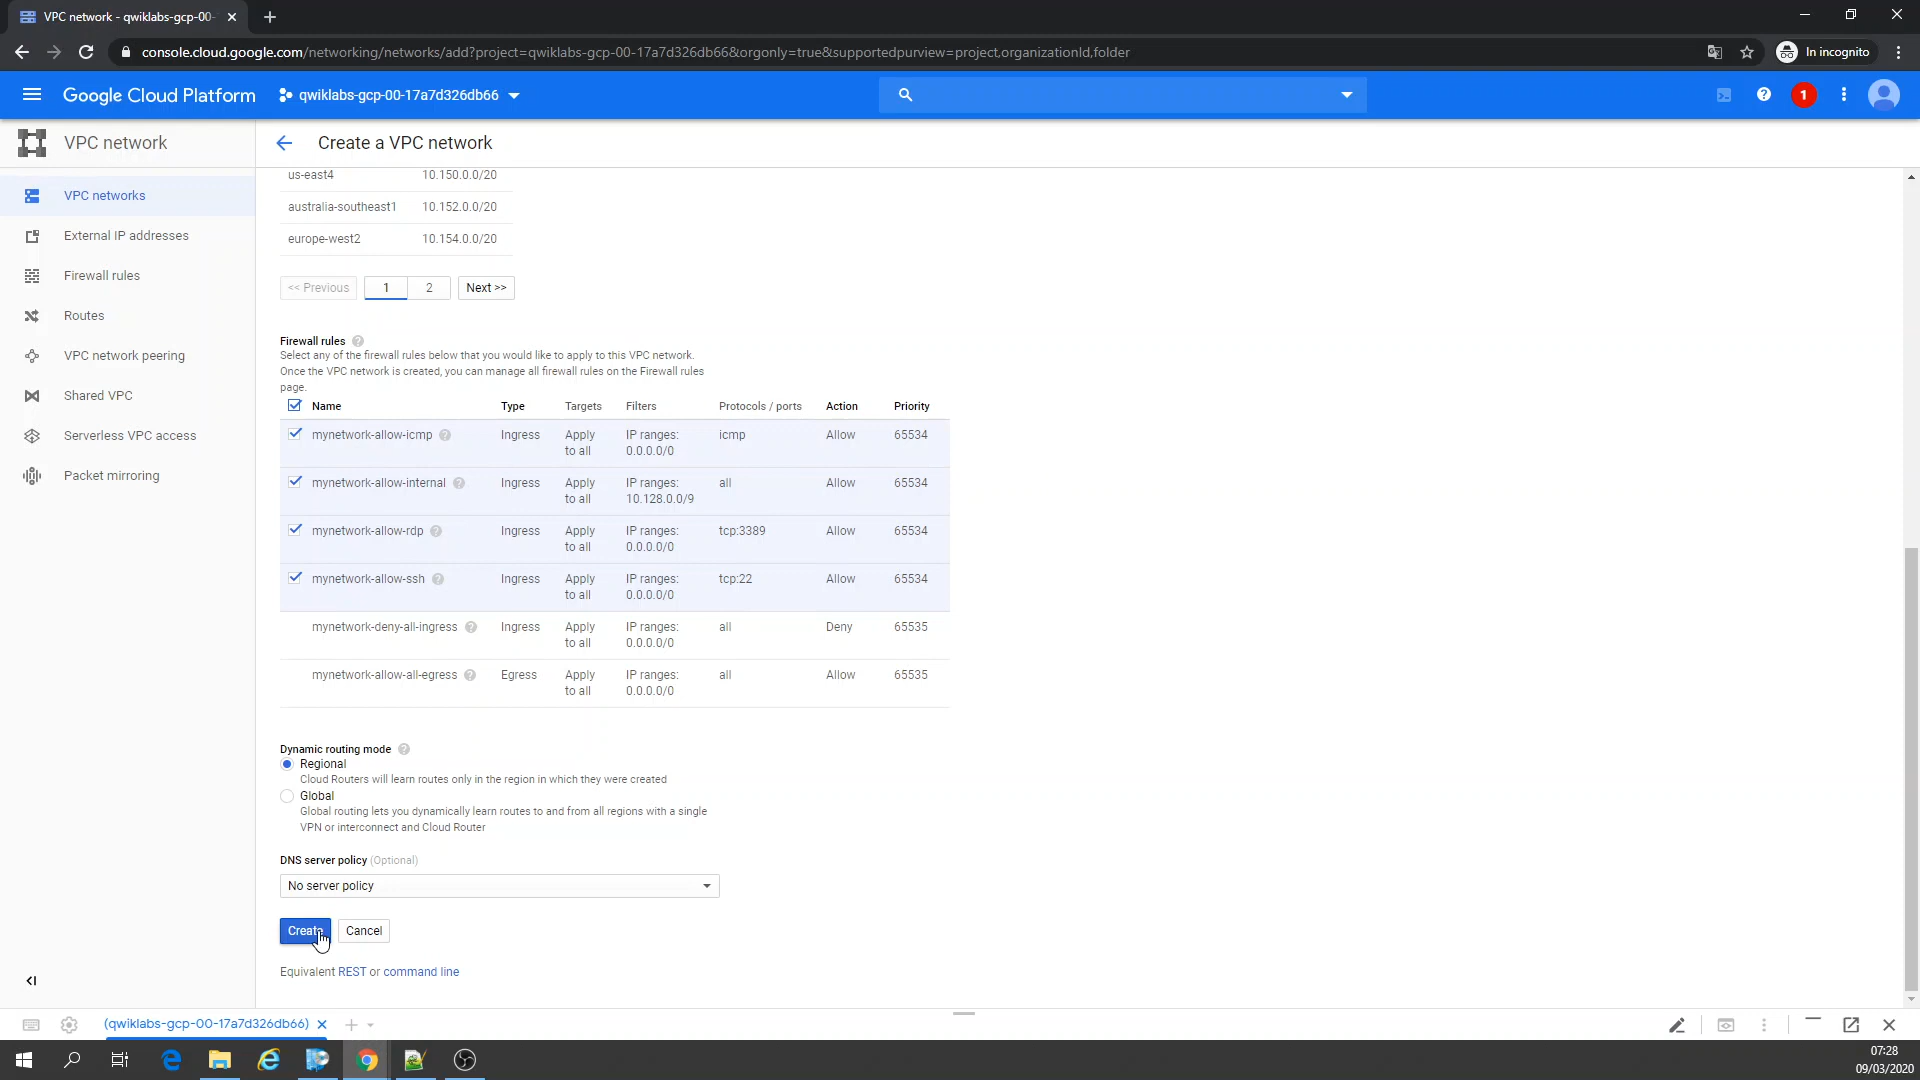 VPC network - qwiklabs-gcp-00-
console.cloud.google.com/networking/networks/add?project=qwiklabs-gcp-00-17a7d326db66&orgonly=true&supportedpurview=project,organizationId,folder
In incognito
Google Cloud Platform
qwiklabs-gcp-00-17a7d326db66
1
VPC network
Create a VPC network
VPC networks
External IP addresses
Firewall rules
Routes
VPC network peering
Shared VPC
Serverless VPC access
Packet mirroring
us-east4 10.150.0.0/20
australia-southeast1 10.152.0.0/20
europe-west2 10.154.0.0/20
<< Previous 1 2 Next >>
Firewall rules
Select any of the firewall rules below that you would like to apply to this VPC network.
Once the VPC network is created, you can manage all firewall rules on the Firewall rules
page.
Name Type Targets Filters Protocols / ports Action Priority
mynetwork-allow-icmp Ingress Apply IP ranges: icmp Allow 65534
to all 0.0.0.0/0
mynetwork-allow-internal Ingress Apply IP ranges: all Allow 65534
to all 10.128.0.0/9
mynetwork-allow-rdp Ingress Apply IP ranges: tcp:3389 Allow 65534
to all 0.0.0.0/0
mynetwork-allow-ssh Ingress Apply IP ranges: tcp:22 Allow 65534
to all 0.0.0.0/0
mynetwork-deny-all-ingress Ingress Apply IP ranges: all Deny 65535
to all 0.0.0.0/0
mynetwork-allow-all-egress Egress Apply IP ranges: all Allow 65535
to all 0.0.0.0/0
Dynamic routing mode
Regional
Cloud Routers will learn routes only in the region in which they were created
Global
Global routing lets you dynamically learn routes to and from all regions with a single
VPN or interconnect and Cloud Router
DNS server policy (Optional)
No server policy
Create Cancel
Equivalent REST or command line
(qwiklabs-gcp-00-17a7d326db66)
07:28
09/03/2020